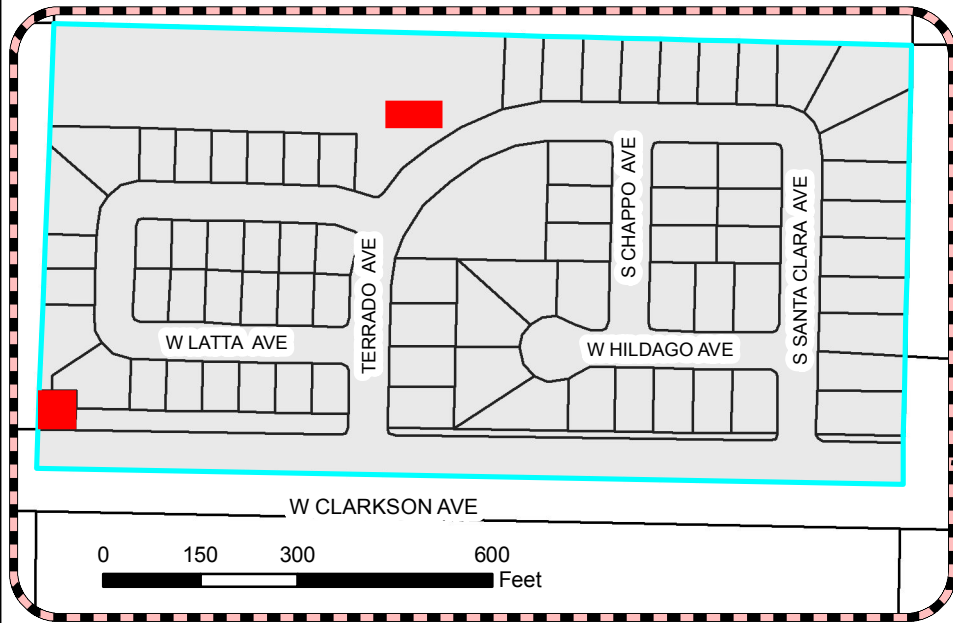 S CHAPPO AVE
S SANTA CLARA AVE
TERRADO AVE
W LATTA AVE
W HILDAGO AVE
W CLARKSON AVE
0 150 300 600
Feet